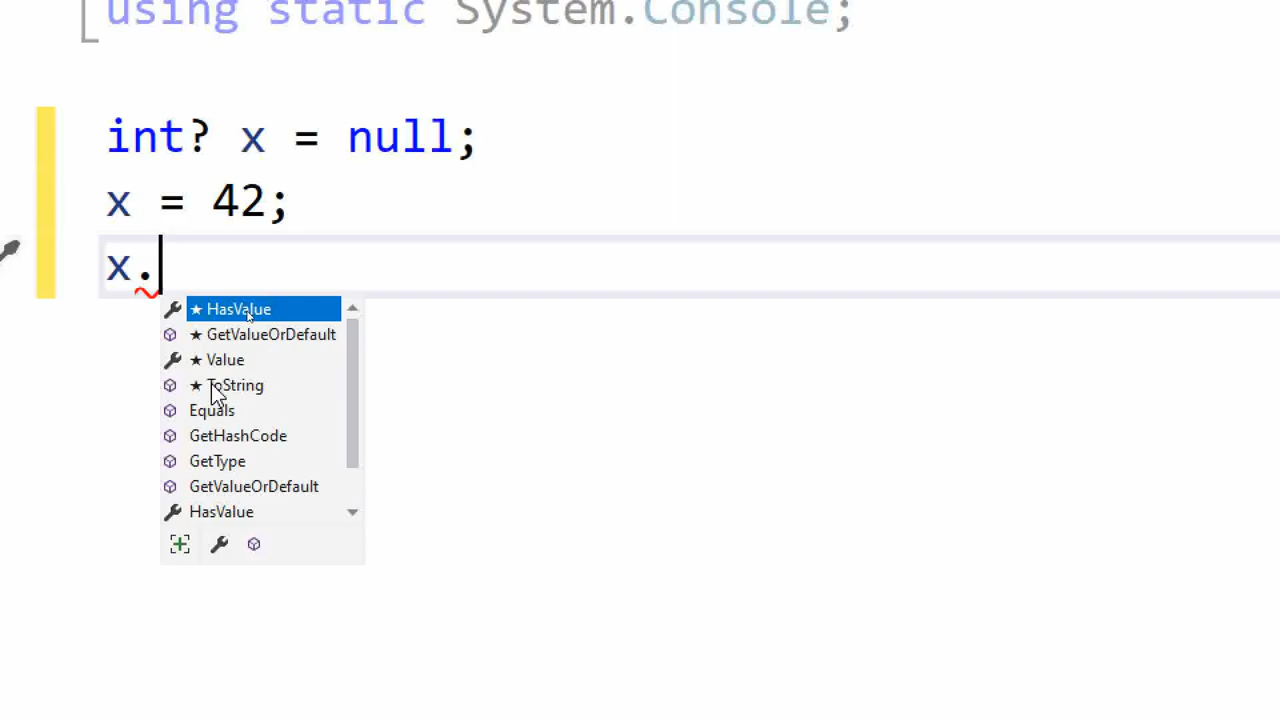 using static System.Console;
int? x = null;
x = 42;
x.
★ HasValue
★ GetValueOrDefault
★ Value
★ ToString
Equals
GetHashCode
GetType
GetValueOrDefault
HasValue